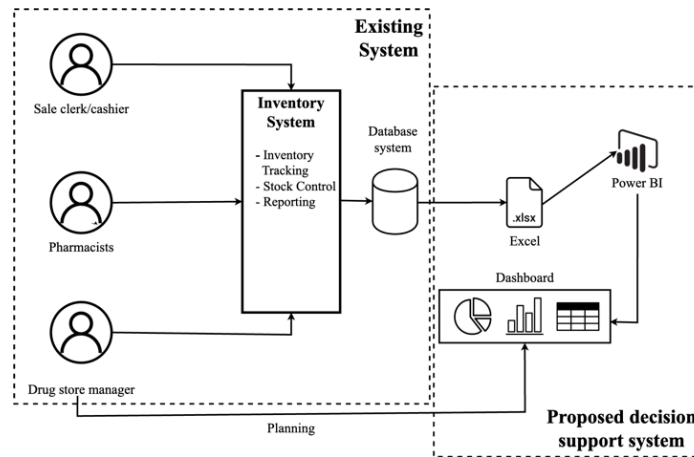 Existing
System
Sale clerk/cashier
Inventory
System
- Inventory
Tracking
- Stock Control
- Reporting
Database
system
Pharmacists
.xlsx
Excel
Power BI
Dashboard
Drug store manager
Planning
Proposed decision
support system